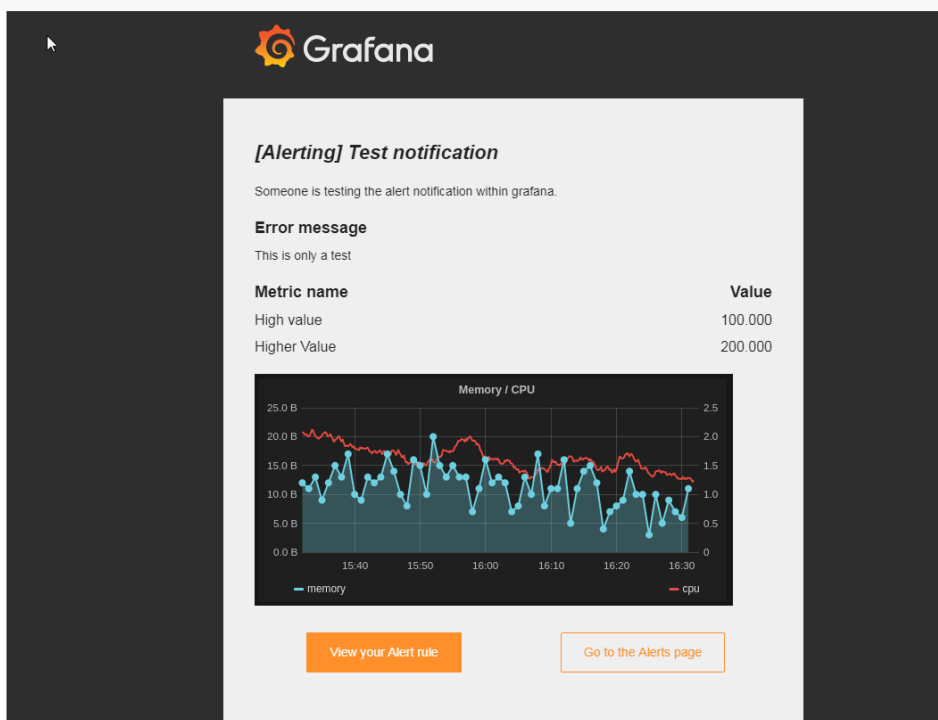 Grafana
[Alerting] Test notification
Someone is testing the alert notification within grafana.
Error message
This is only a test
Metric name Value
High value 100.000
Higher Value 200.000
Memory / CPU
25.0 B 2.5
20.0 B 2.0
15.0 B 1.5
10.0 B 1.0
5.0 B 0.5
0.0 B 0
15:40 15:50 16:00 16:10 16:20 16:30
memory cpu
View your Alert rule Go to the Alerts page